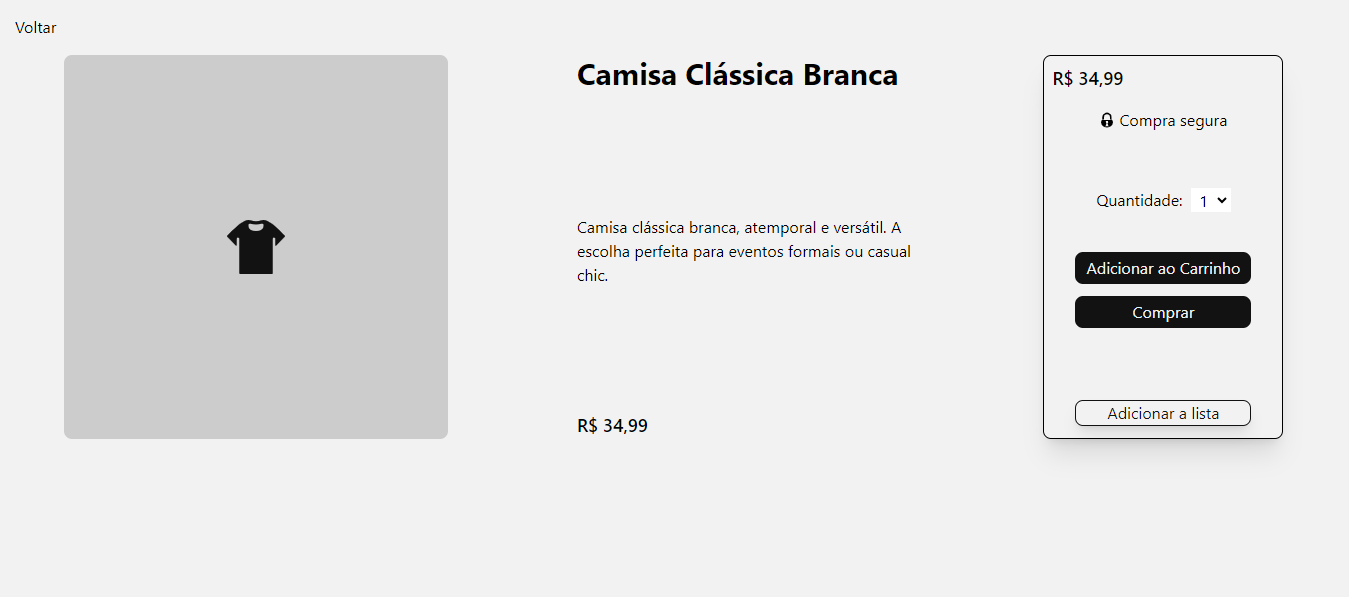 Voltar
Camisa Clássica Branca
Camisa clássica branca, atemporal e versátil. A
escolha perfeita para eventos formais ou casual
chic.
R$ 34,99
R$ 34,99
Compra segura
Quantidade: 1
Adicionar ao Carrinho
Comprar
Adicionar a lista